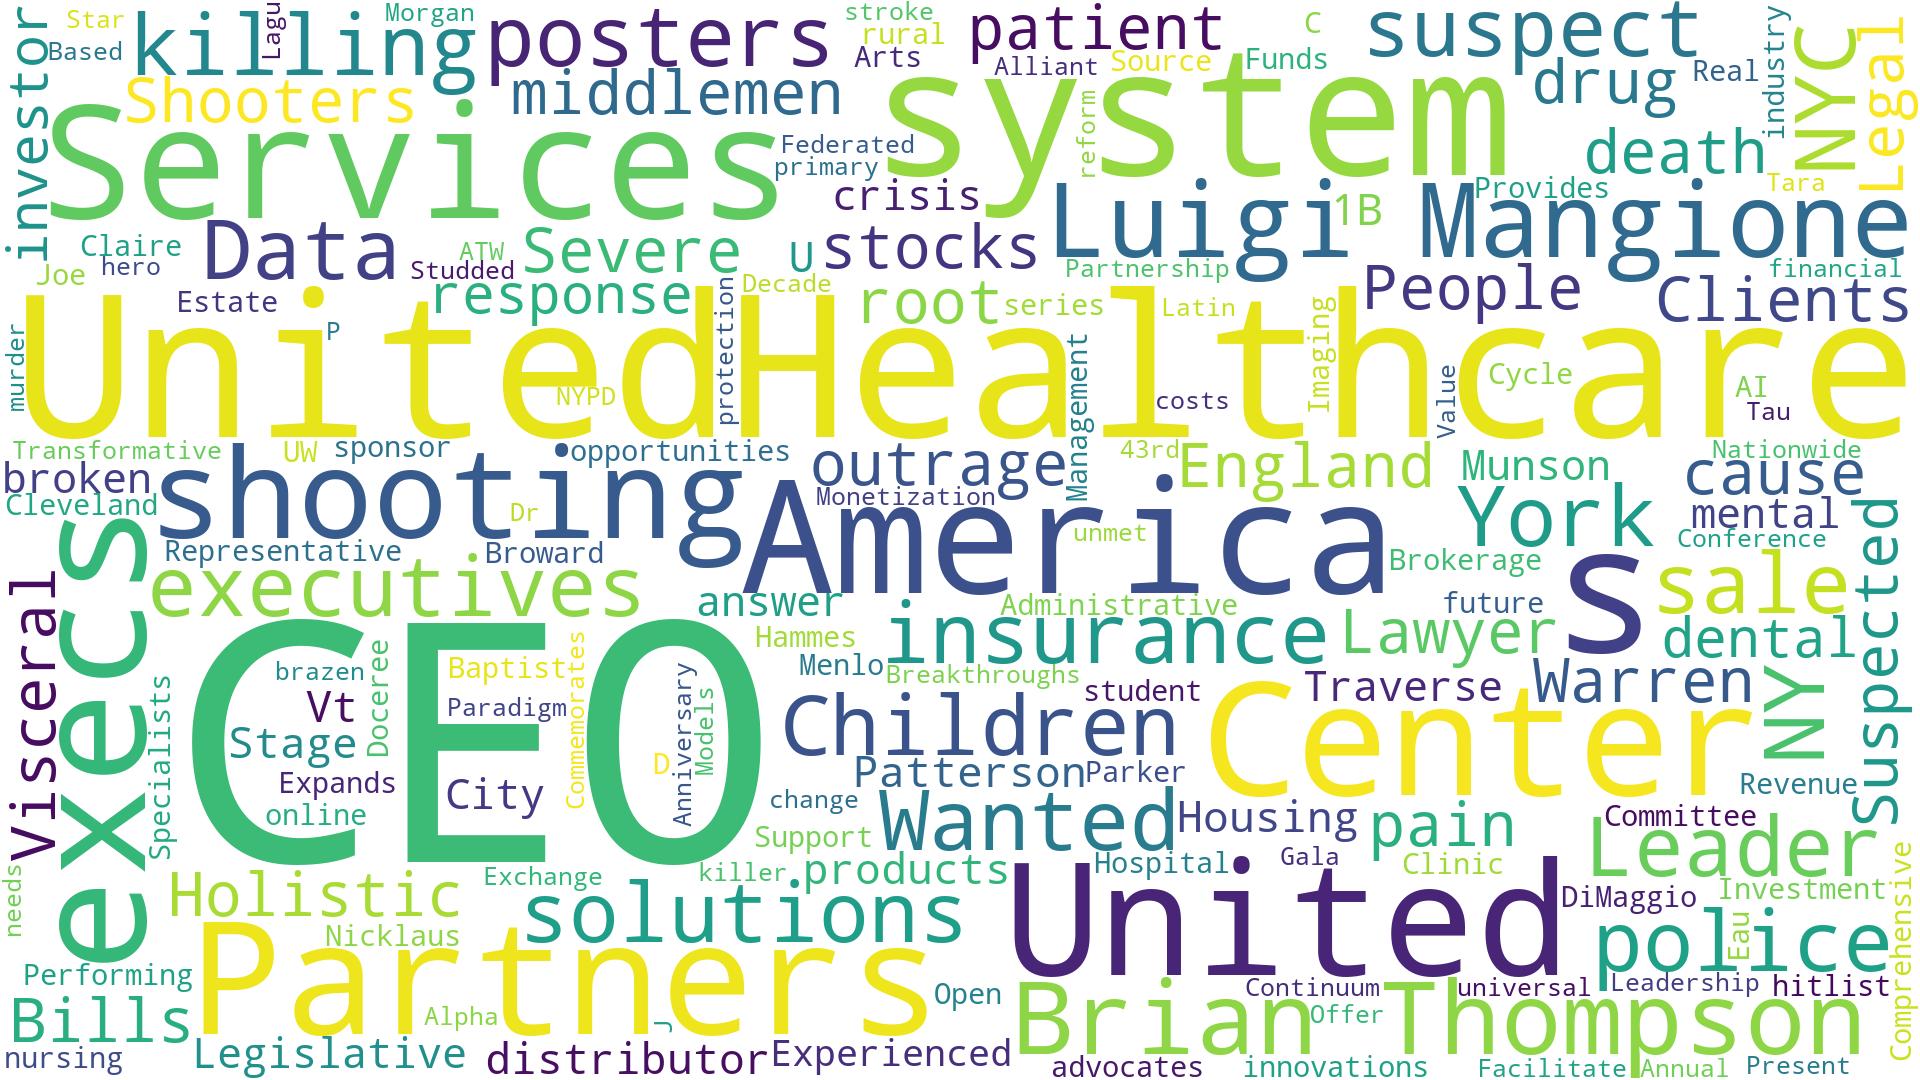 Star
Based
killing
Lagu
Morgan
posters
stroke
rural
Arts
patient
C
suspect
industry
NYC
Legal
investor
Shooters
middlemen
Alliant
Source
Funds
drug
Real
Services
Federated
primary
system
reform
death
crisis
Luigi
1B
Provides
Mangione
Tara
Claire
hero
Joe
Data
ATW
Studded
Severe
U
stocks
Partnership
People
financial
Clients
Estate
response
protection
Decade
root
series
Latin
Imaging
murder
P
UnitedHealthcare
NYPD
Management
costs
Value
Cycle
AI
Tau
Transformative
UW
sponsor
opportunities
outrage
43rd
England
Munson
Nationwide
cause
broken
Cleveland
shooting
Dr
Monetization
America
unmet
York
mental
Conference
Representative
Broward
Brokerage
s
sale
Suspected
Visceral
execs
executives
answer
Administrative
future
insurance
Lawyer
dental
Hammes
Menlo
Breakthroughs
student
Traverse
Warren
NY
CEO
brazen
Vt
Stage
Doceree
Baptist
Paradigm
Commemorates
Anniversary
Models
D
Specialists
Expands
online
City
Children
Center
Patterson
Parker
change
Support
Wanted
Housing
pain
Revenue
Committee
Leader
needs
Holistic
Exchange
killer
products
Hospital
Gala
Clinic
Nicklaus
solutions
United
DiMaggio
Investment
Comprehensive
police
Eau
Performing
Partners
Open
Continuum
universal
Leadership
hitlist
Bills
Alpha
J
Brian
Offer
Thompson
nursing
Legislative
distributor
Experienced
advocates
innovations
Facilitate
Annual
Present